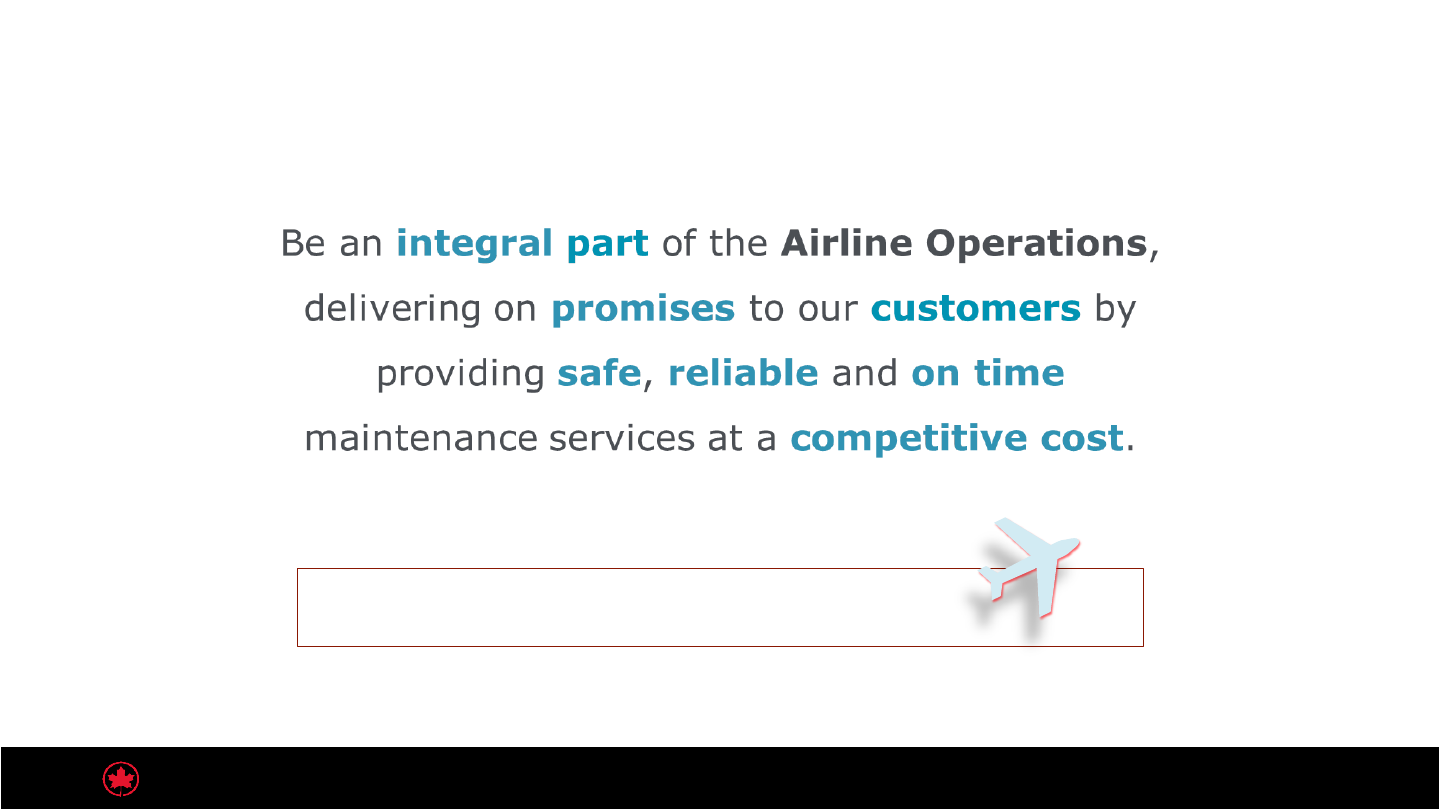 Be an integral part of the Airline Operations,
delivering on promises to our customers by
providing safe, reliable and on time
maintenance services at a competitive cost.